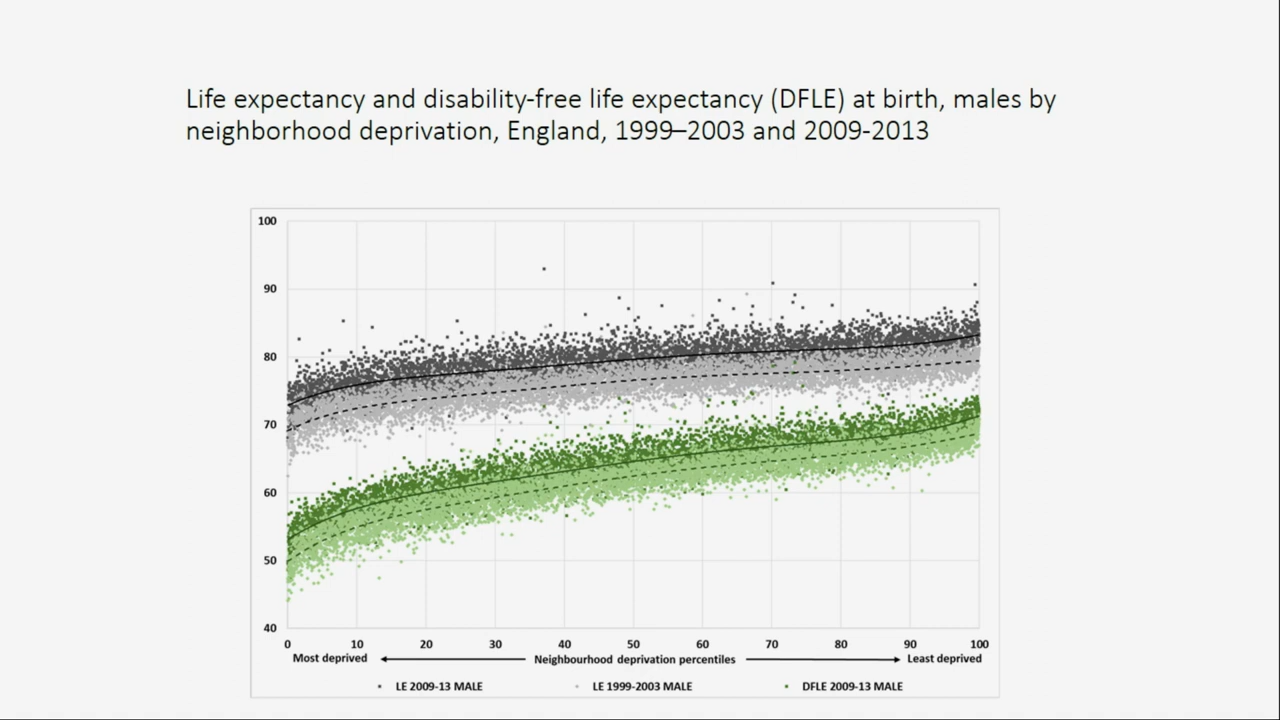 Life expectancy and disability-free life expectancy (DFLE) at birth, males by
neighborhood deprivation, England, 1999–2003 and 2009-2013
100
90
80
70
60
50
40
0 10 20 30 40 50 60 70 80 90 100
Most deprived Neighbourhood deprivation percentiles Least deprived
LE 2009-13 MALE LE 1999-2003 MALE DFLE 2009-13 MALE